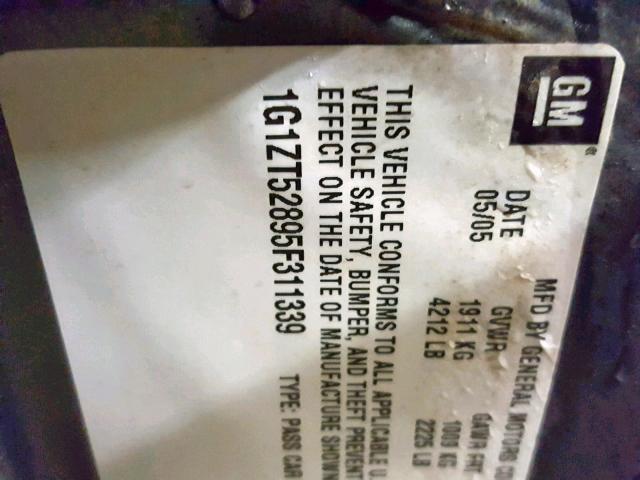 GM
MFD BY GENERAL MOTORS CO
DATE GVWR GAWR FRT
05/05 1911 KG 1009 KG
4212 LB 2225 LB
THIS VEHICLE CONFORMS TO ALL APPLICABLE U.
VEHICLE SAFETY, BUMPER, AND THEFT PREVENT
EFFECT ON THE DATE OF MANUFACTURE SHOWN
1G1ZT52895F311339 TYPE: PASS CAR